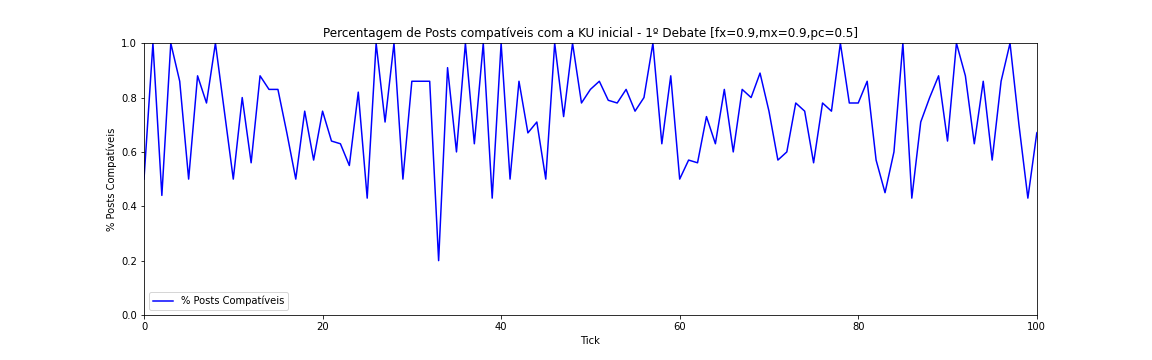 Percentagem de Posts compatíveis com a KU inicial - 1º Debate [fx=0.9,mx=0.9,pc=0.5]
1.0
0.8
0.6
0.4
0.2
0.0
% Posts Compatíveis
% Posts Compatíveis
0 20 40 60 80 100
Tick